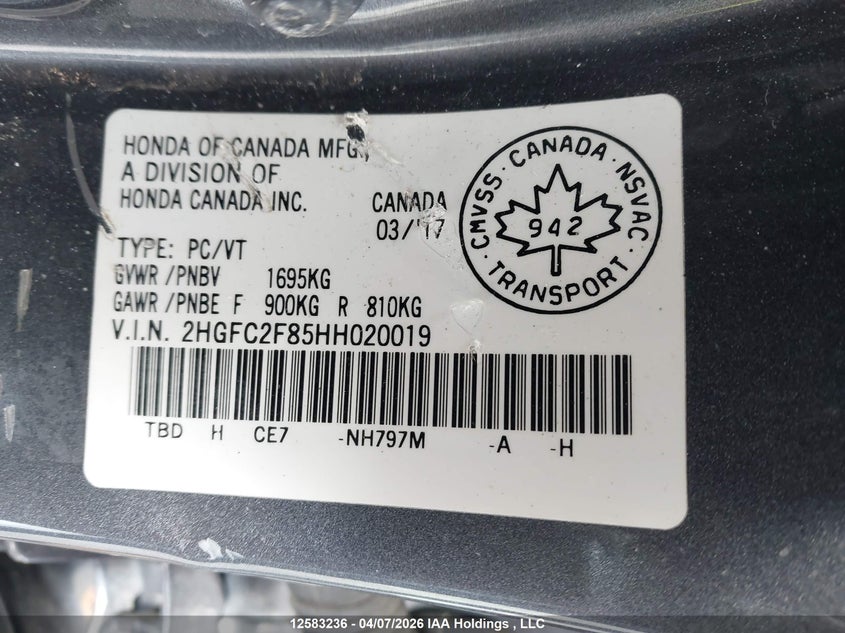 HONDA OF CANADA MFG.,
A DIVISION OF
HONDA CANADA INC. CANADA
03/'17
TYPE: PC/VT
GVWR /PNBV 1695KG
GAWR /PNBE F 900KG R 810KG
V.I.N. 2HGFC2F85HH020019
TBD H CE7 -NH797M -A -H
CMVSS · CANADA · NSVAC
942
· TRANSPORT ·
12583236 - 04/07/2026 IAA Holdings , LLC